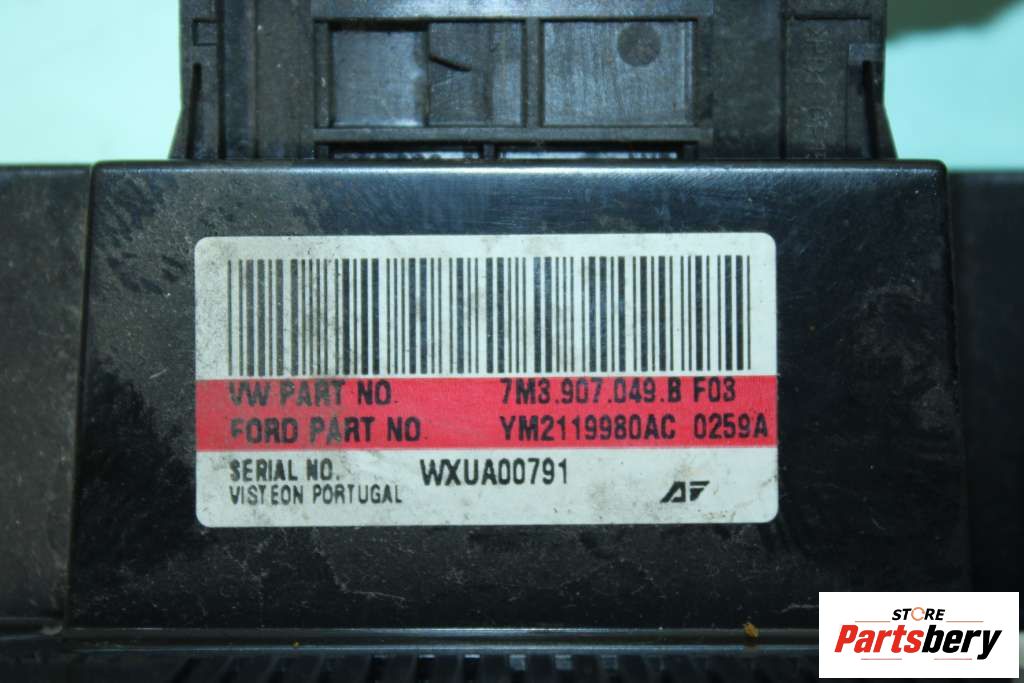 VW PART NO. 7M3.907.049.B F03
FORD PART NO YM2119980AC 0259A
SERIAL NO. WXUA00791
VISTEON PORTUGAL AF
STORE
Partsbery